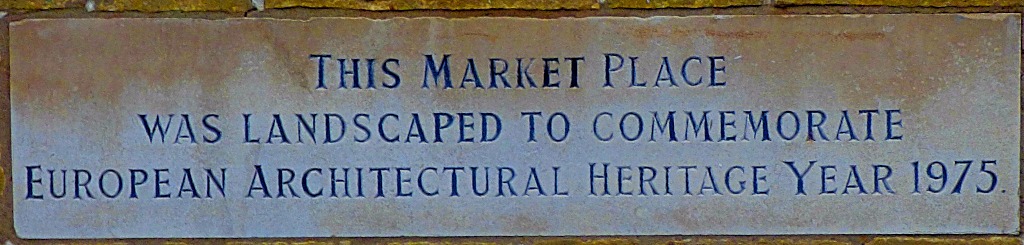 THIS MARKET PLACE
WAS LANDSCAPED TO COMMEMORATE
EUROPEAN ARCHITECTURAL HERITAGE YEAR 1975.